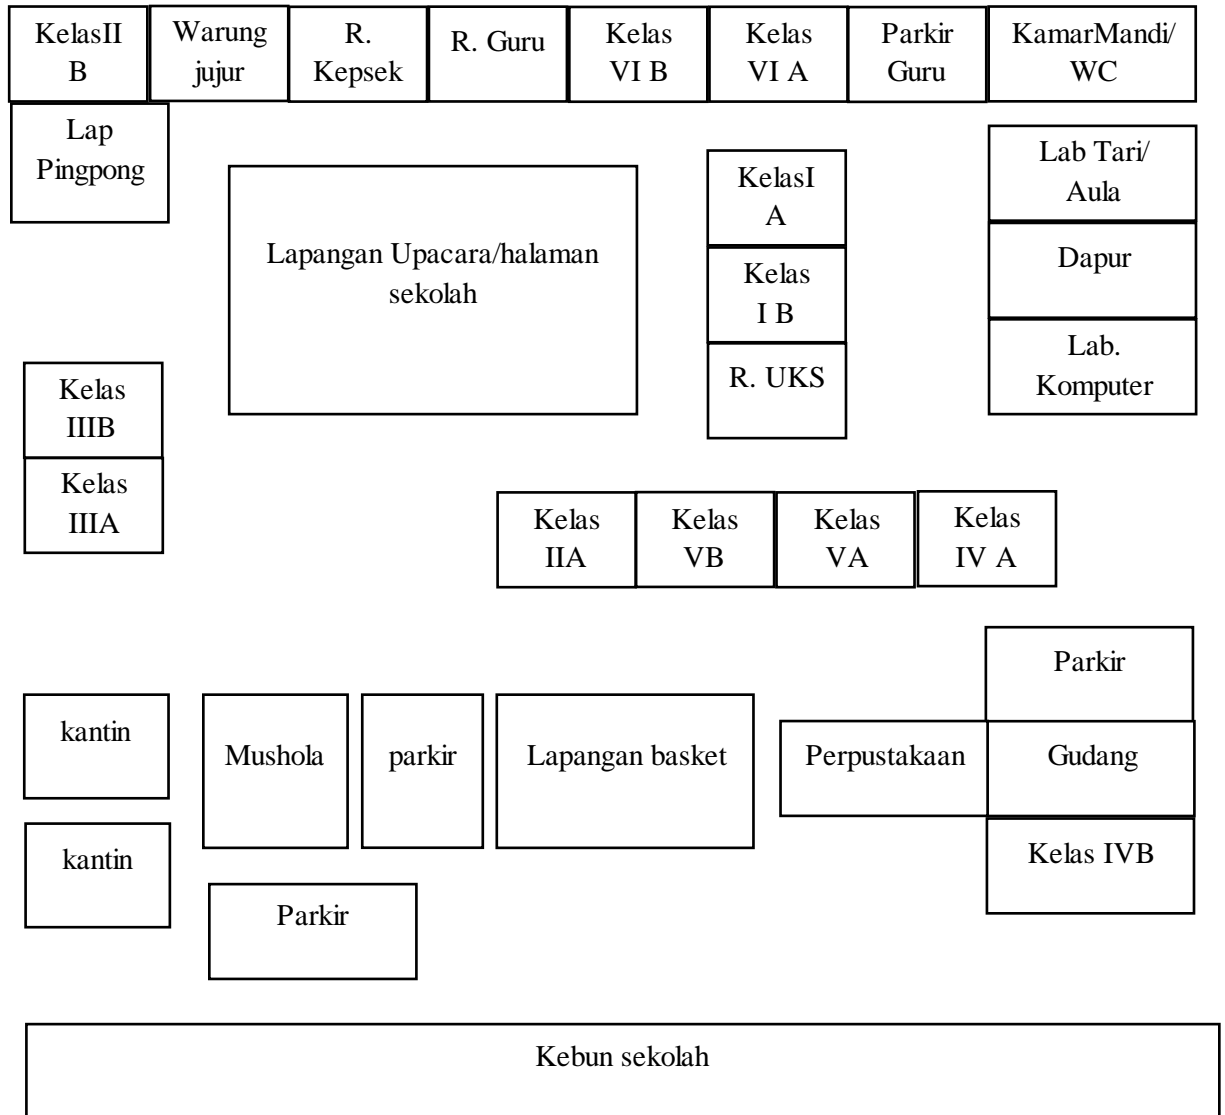 KelasII
B
Warung
jujur
R.
Kepsek
R. Guru
Kelas
VI B
Kelas
VI A
Parkir
Guru
KamarMandi/
WC
Lap
Pingpong
Lapangan Upacara/halaman
sekolah
KelasI
A
Kelas
I B
R. UKS
Lab Tari/
Aula
Dapur
Lab.
Komputer
Kelas
IIIB
Kelas
IIIA
Kelas
IIA
Kelas
VB
Kelas
VA
Kelas
IV A
Parkir
kantin
Mushola
parkir
Lapangan basket
Perpustakaan
Gudang
kantin
Kelas IVB
Parkir
Kebun sekolah